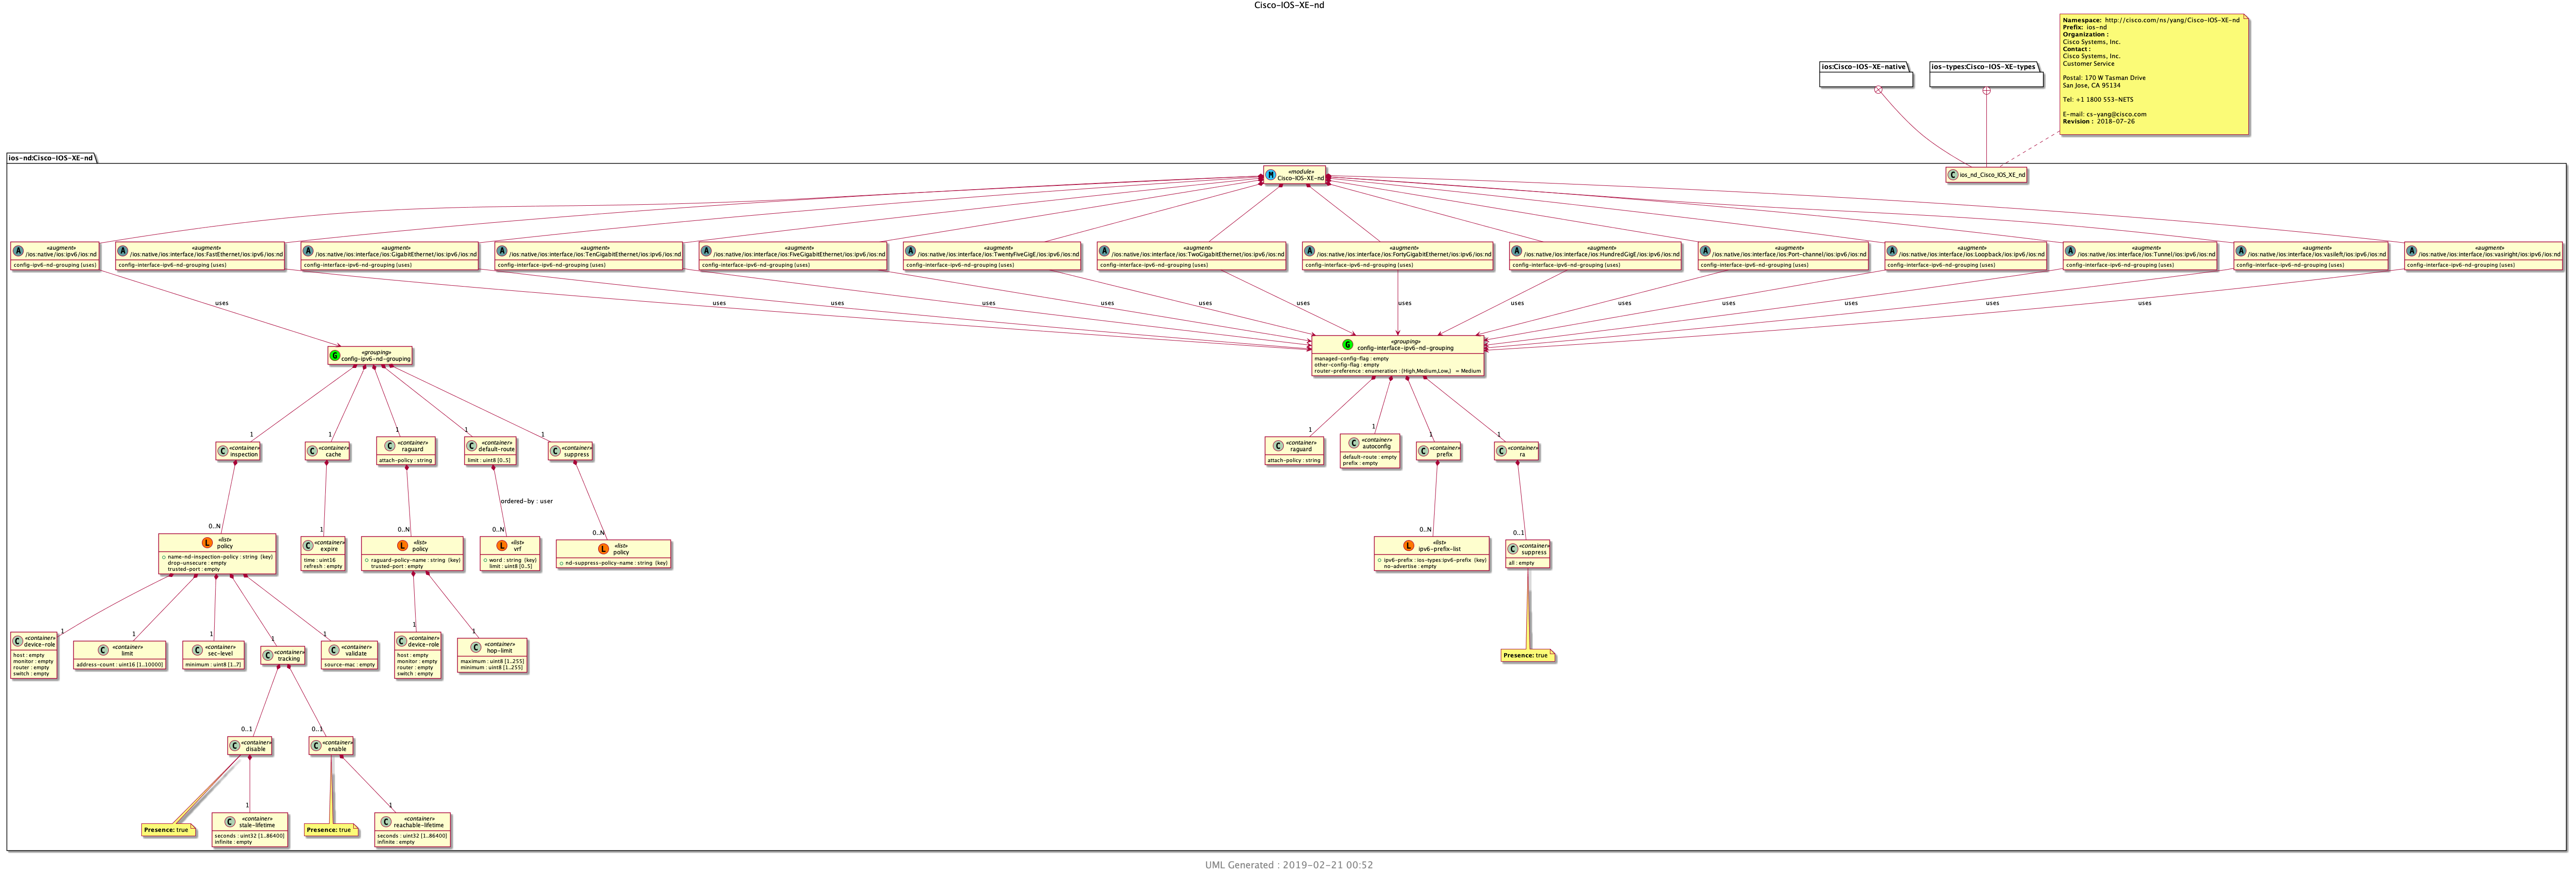 Cisco-IOS-XE-nd
Namespace: http://cisco.com/ns/yang/Cisco-IOS-XE-nd
Prefix: ios-nd
Organization :
Cisco Systems, Inc.
Contact :
Cisco Systems, Inc.
Customer Service
Postal: 170 W Tasman Drive
San Jose, CA 95134
Tel: +1 1800 553-NETS
E-mail: cs-yang@cisco.com
Revision : 2018-07-26
ios:Cisco-IOS-XE-native
ios-types:Cisco-IOS-XE-types
ios-nd:Cisco-IOS-XE-nd
M «module»
Cisco-IOS-XE-nd
C ios_nd_Cisco_IOS_XE_nd
A «augment»
/ios:native/ios:ipv6/ios:nd
config-ipv6-nd-grouping (uses)
A «augment»
/ios:native/ios:interface/ios:FastEthernet/ios:ipv6/ios:nd
config-interface-ipv6-nd-grouping (uses)
A «augment»
/ios:native/ios:interface/ios:GigabitEthernet/ios:ipv6/ios:nd
config-interface-ipv6-nd-grouping (uses)
A «augment»
/ios:native/ios:interface/ios:TenGigabitEthernet/ios:ipv6/ios:nd
config-interface-ipv6-nd-grouping (uses)
A «augment»
/ios:native/ios:interface/ios:FiveGigabitEthernet/ios:ipv6/ios:nd
config-interface-ipv6-nd-grouping (uses)
A «augment»
/ios:native/ios:interface/ios:TwentyFiveGigE/ios:ipv6/ios:nd
config-interface-ipv6-nd-grouping (uses)
A «augment»
/ios:native/ios:interface/ios:TwoGigabitEthernet/ios:ipv6/ios:nd
config-interface-ipv6-nd-grouping (uses)
A «augment»
/ios:native/ios:interface/ios:FortyGigabitEthernet/ios:ipv6/ios:nd
config-interface-ipv6-nd-grouping (uses)
A «augment»
/ios:native/ios:interface/ios:HundredGigE/ios:ipv6/ios:nd
config-interface-ipv6-nd-grouping (uses)
A «augment»
/ios:native/ios:interface/ios:Port-channel/ios:ipv6/ios:nd
config-interface-ipv6-nd-grouping (uses)
A «augment»
/ios:native/ios:interface/ios:Loopback/ios:ipv6/ios:nd
config-interface-ipv6-nd-grouping (uses)
A «augment»
/ios:native/ios:interface/ios:Tunnel/ios:ipv6/ios:nd
config-interface-ipv6-nd-grouping (uses)
A «augment»
/ios:native/ios:interface/ios:vasileft/ios:ipv6/ios:nd
config-interface-ipv6-nd-grouping (uses)
A «augment»
/ios:native/ios:interface/ios:vasiright/ios:ipv6/ios:nd
config-interface-ipv6-nd-grouping (uses)
uses
uses
uses
uses
uses
uses
uses
uses
uses
uses
uses
uses
uses
uses
G «grouping»
config-ipv6-nd-grouping
G «grouping»
config-interface-ipv6-nd-grouping
managed-config-flag : empty
other-config-flag : empty
router-preference : enumeration : {High,Medium,Low,} = Medium
1
1
1
1
1
1
1
1
1
C «container»
inspection
C «container»
cache
C «container»
raguard
attach-policy : string
C «container»
default-route
limit : uint8 [0..5]
C «container»
suppress
C «container»
raguard
attach-policy : string
C «container»
autoconfig
default-route : empty
prefix : empty
C «container»
prefix
C «container»
ra
ordered-by : user
0..N
1
0..N
0..N
0..N
0..N
0..1
L «list»
policy
name-nd-inspection-policy : string (key)
drop-unsecure : empty
trusted-port : empty
C «container»
expire
time : uint16
refresh : empty
L «list»
policy
raguard-policy-name : string (key)
trusted-port : empty
L «list»
vrf
word : string (key)
limit : uint8 [0..5]
L «list»
policy
nd-suppress-policy-name : string (key)
L «list»
ipv6-prefix-list
ipv6-prefix : ios-types:ipv6-prefix (key)
no-advertise : empty
C «container»
suppress
all : empty
1
1
1
1
1
1
1
C «container»
device-role
host : empty
monitor : empty
router : empty
switch : empty
C «container»
limit
address-count : uint16 [1..10000]
C «container»
sec-level
minimum : uint8 [1..7]
C «container»
tracking
C «container»
validate
source-mac : empty
C «container»
device-role
host : empty
monitor : empty
router : empty
switch : empty
C «container»
hop-limit
maximum : uint8 [1..255]
minimum : uint8 [1..255]
Presence: true
0..1
0..1
C «container»
disable
C «container»
enable
1
1
Presence: true
C «container»
stale-lifetime
seconds : uint32 [1..86400]
infinite : empty
Presence: true
C «container»
reachable-lifetime
seconds : uint32 [1..86400]
infinite : empty
UML Generated : 2019-02-21 00:52